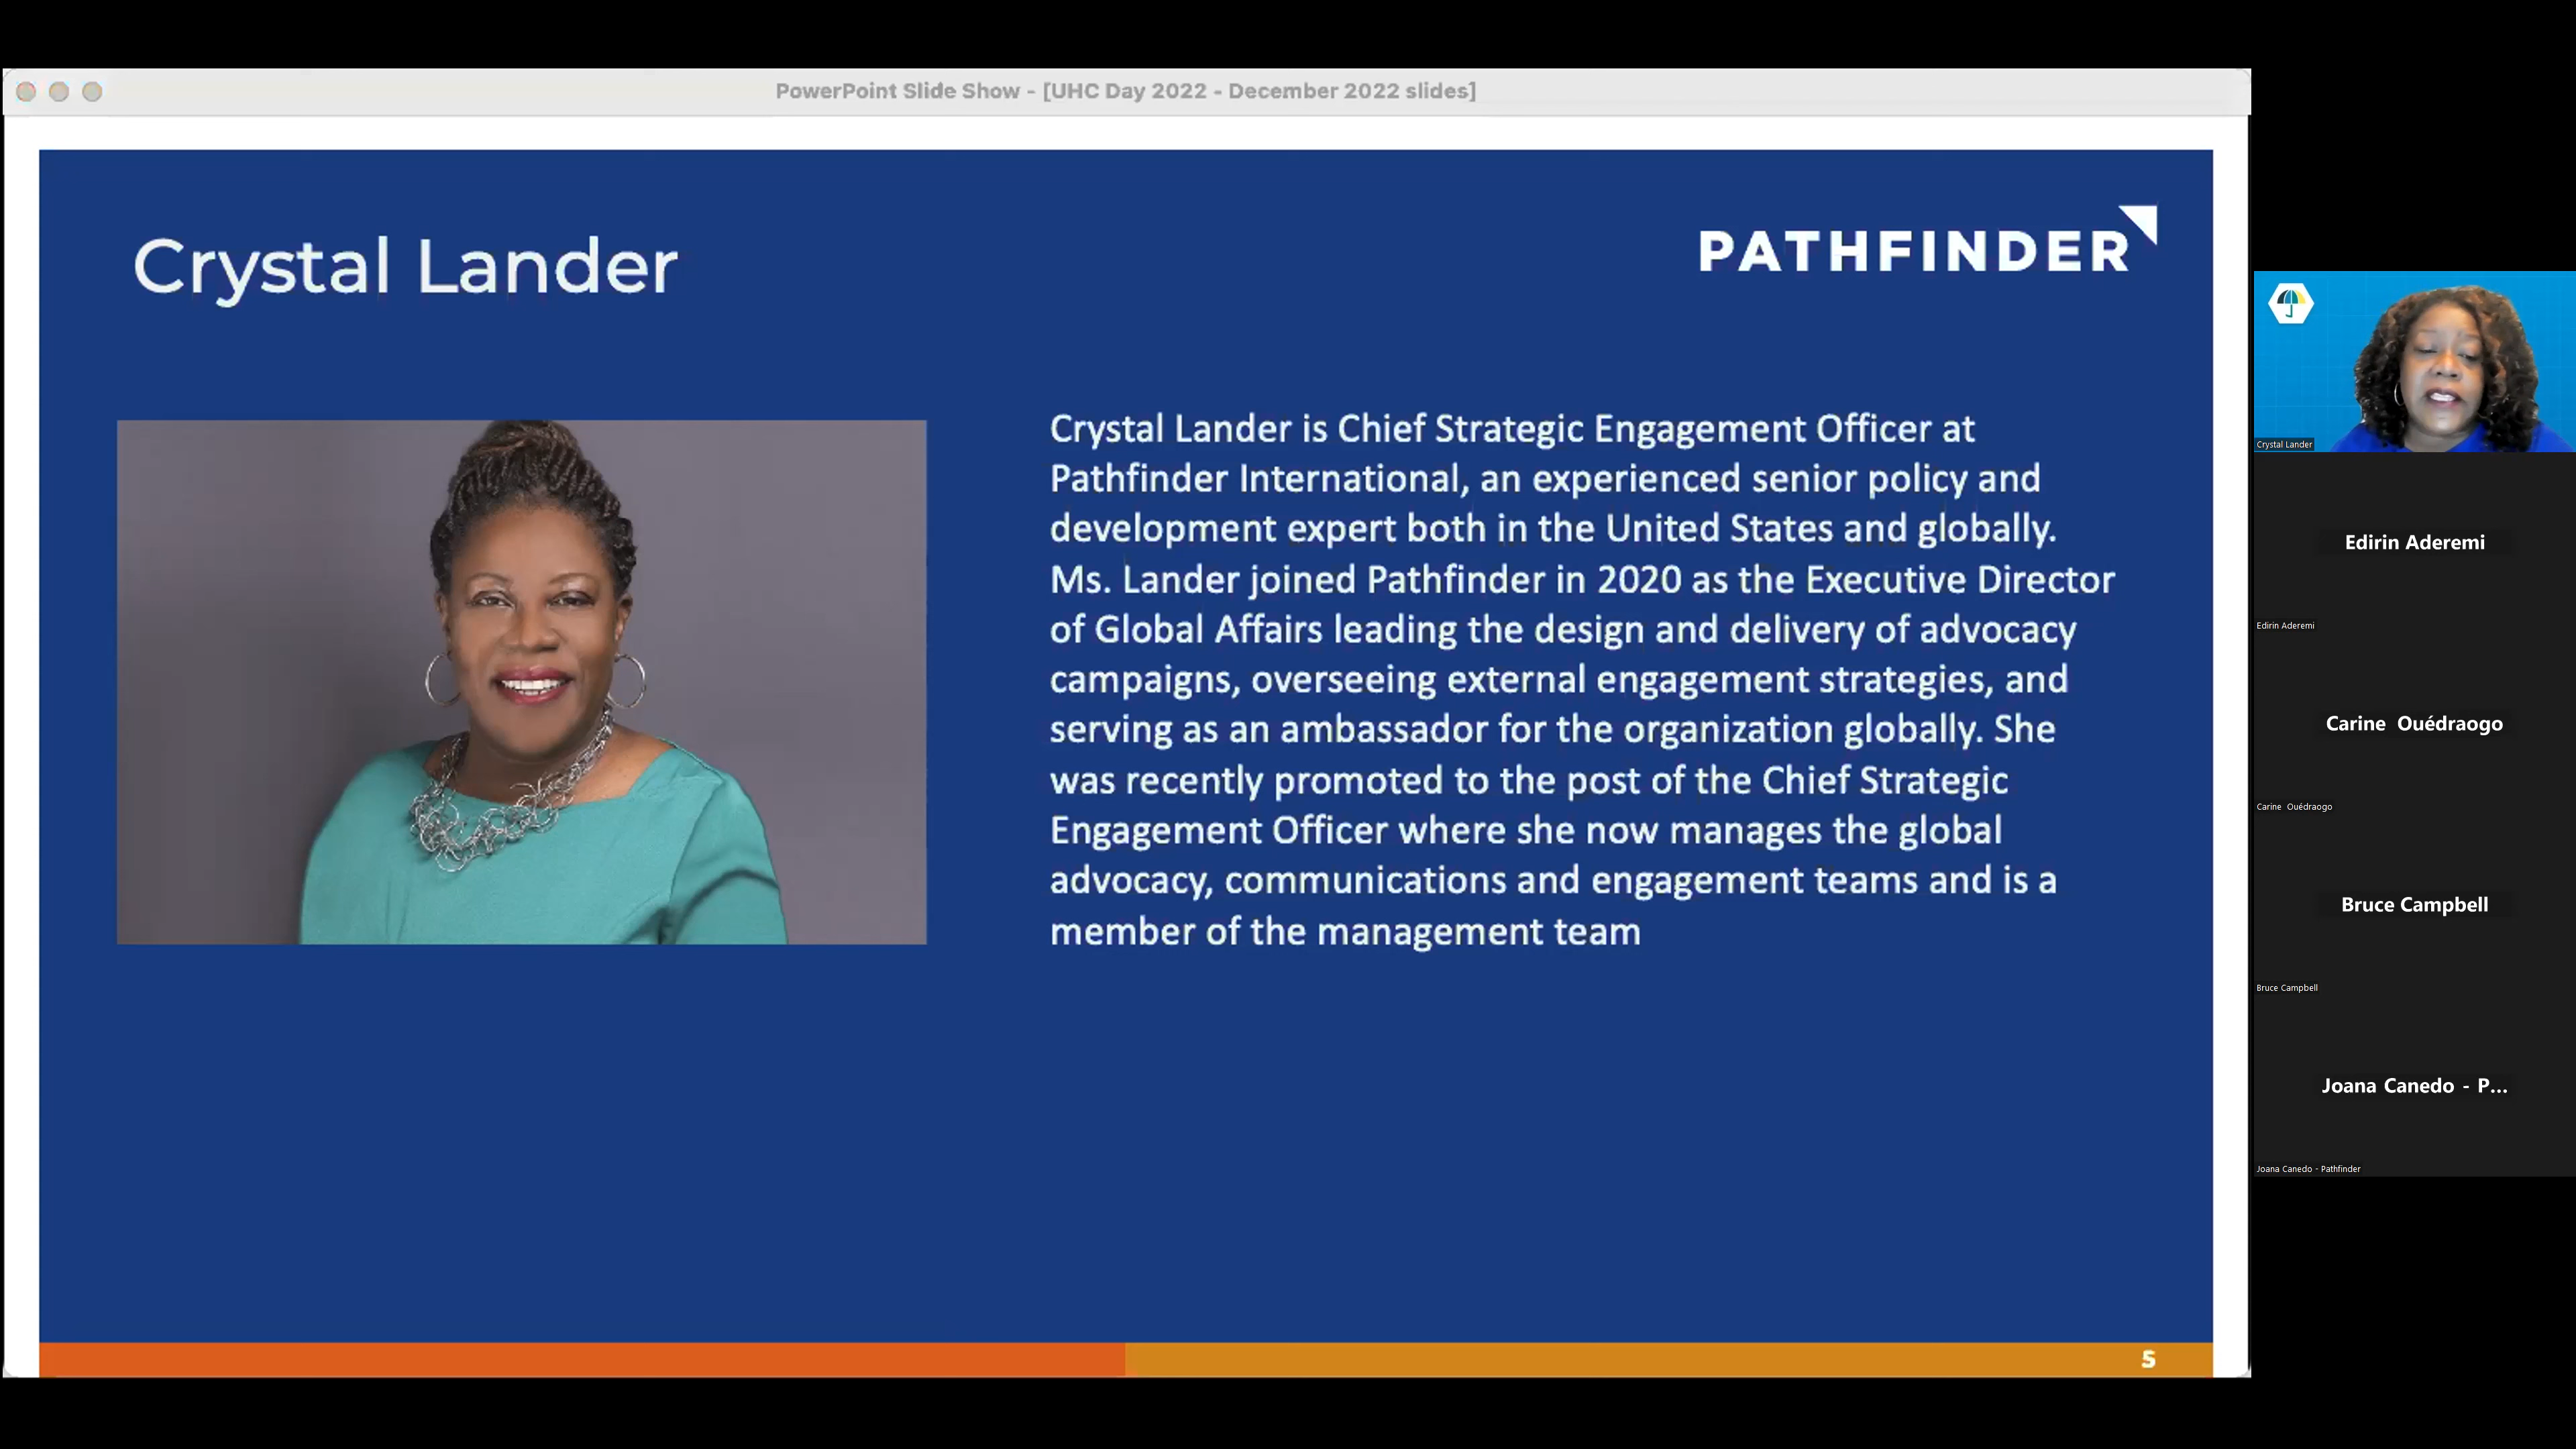 PowerPoint Slide Show - [UHC Day 2022 - December 2022 slides]
Crystal Lander
PATHFINDER
Crystal Lander is Chief Strategic Engagement Officer at
Pathfinder International, an experienced senior policy and
development expert both in the United States and globally.
Ms. Lander joined Pathfinder in 2020 as the Executive Director
of Global Affairs leading the design and delivery of advocacy
campaigns, overseeing external engagement strategies, and
serving as an ambassador for the organization globally. She
was recently promoted to the post of the Chief Strategic
Engagement Officer where she now manages the global
advocacy, communications and engagement teams and is a
member of the management team
5
Crystal Lander
Edirin Aderemi
Edirin Aderemi
Carine  Ouédraogo
Carine  Ouédraogo
Bruce Campbell
Bruce Campbell
Joana Canedo - P...
Joana Canedo - Pathfinder